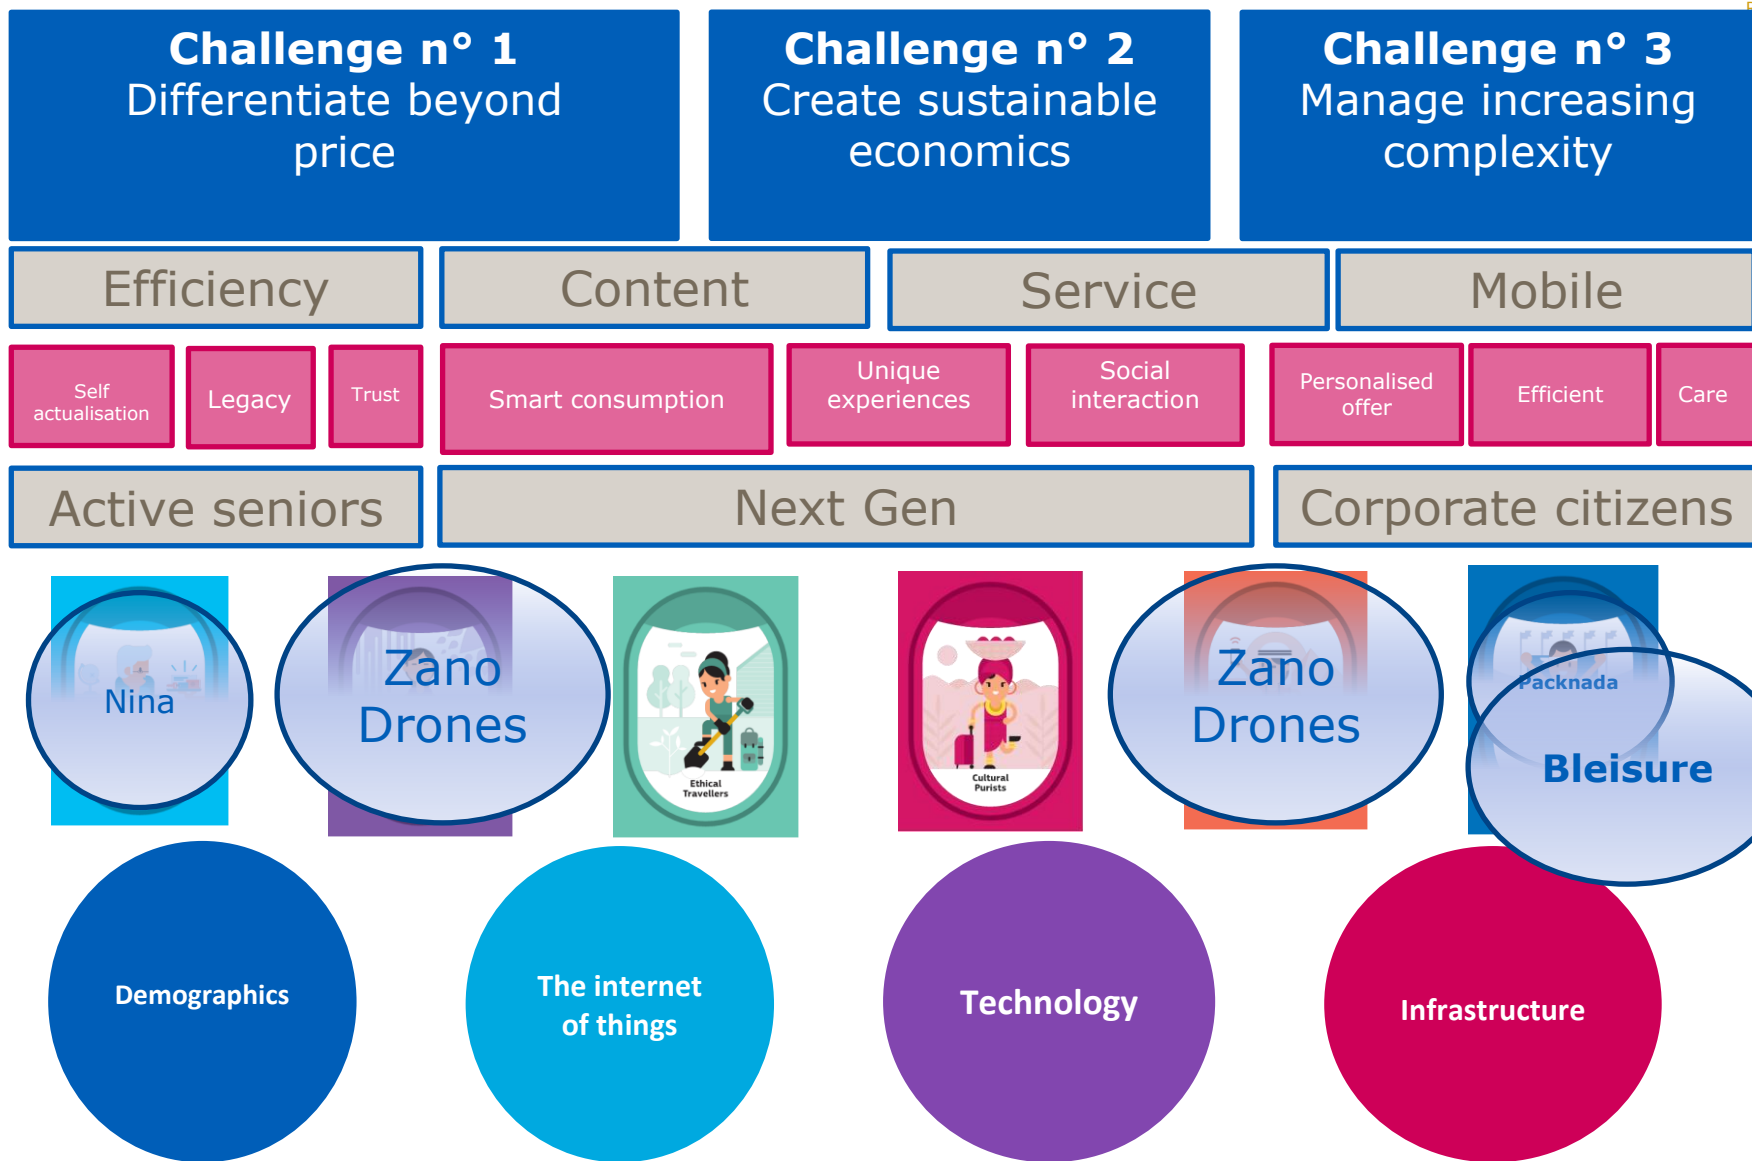 Challenge n° 1
Differentiate beyond
price
Challenge n° 2
Create sustainable
economics
Challenge n° 3
Manage increasing
complexity
Efficiency
Content
Service
Mobile
Self
actualisation
Legacy
Trust
Smart consumption
Unique
experiences
Social
interaction
Personalised
offer
Efficient
Care
Active seniors
Next Gen
Corporate citizens
Nina
Zano
Drones
Ethical
Travellers
Cultural
Purists
Zano
Drones
Packnada
Bleisure
Demographics
The internet
of things
Technology
Infrastructure